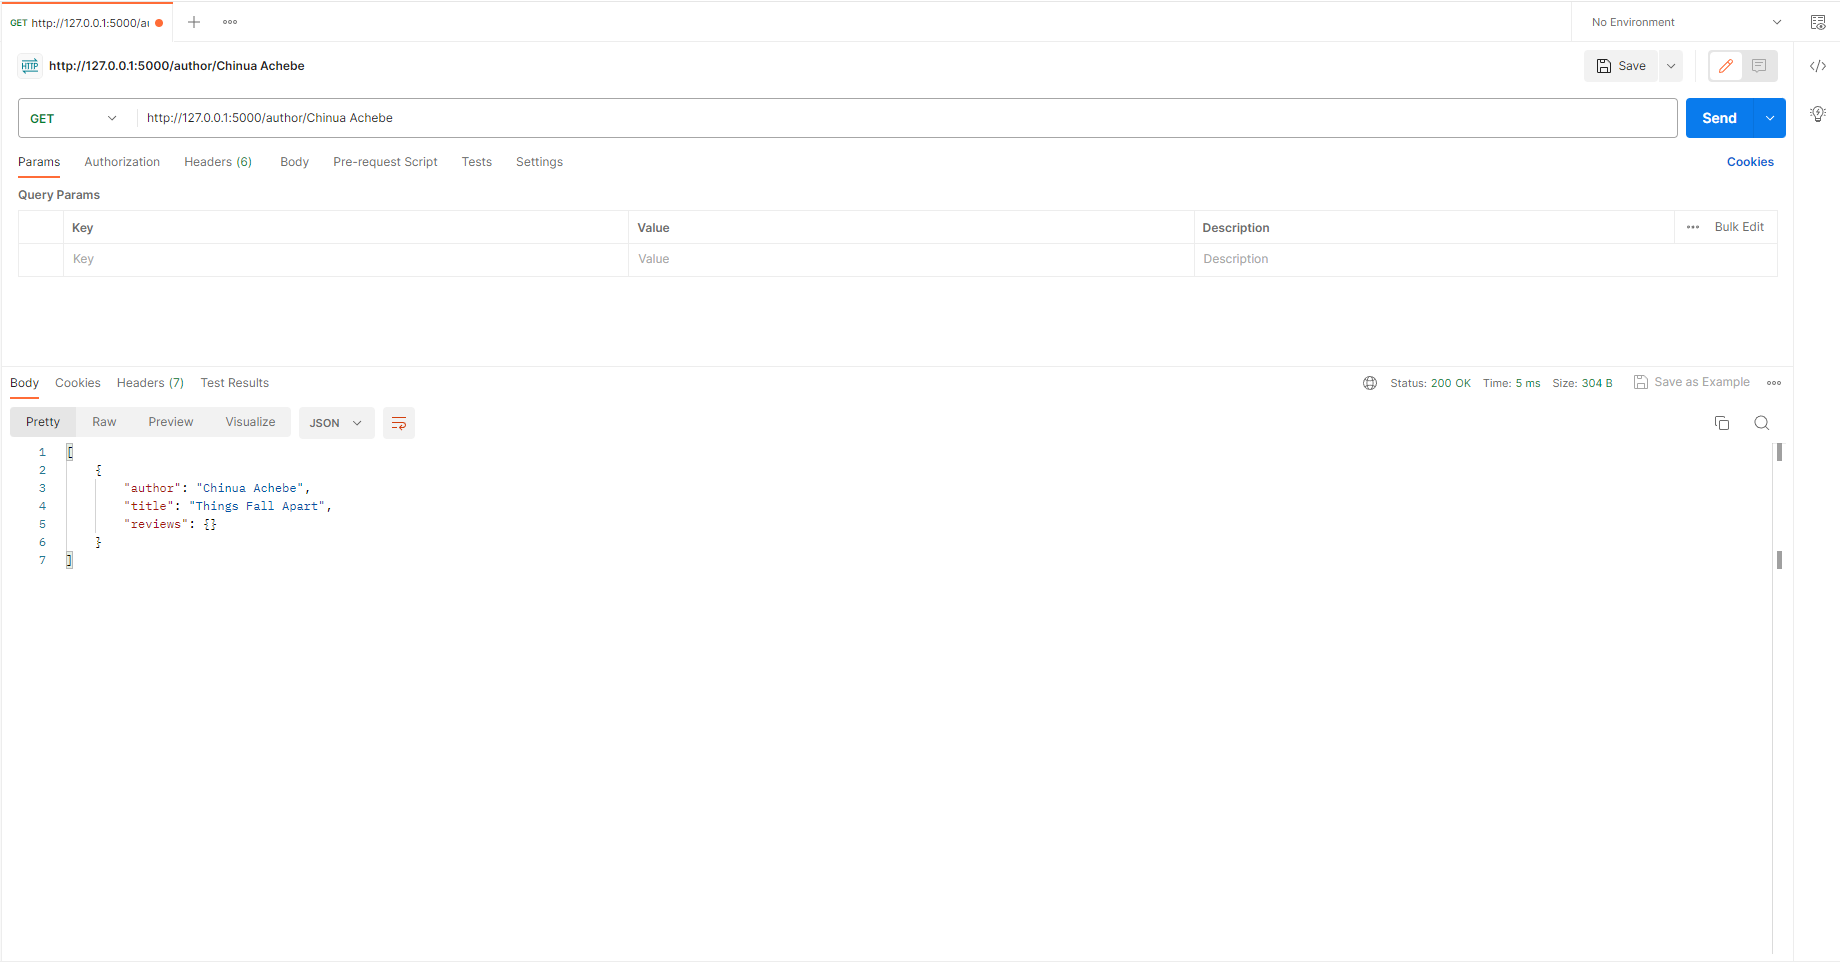 GET http://127.0.0.1:5000/au
No Environment
HTTP http://127.0.0.1:5000/author/Chinua Achebe
Save
GET http://127.0.0.1:5000/author/Chinua Achebe
Send
Params Authorization Headers (6) Body Pre-request Script Tests Settings
Cookies
Query Params
Key Value Description Bulk Edit
Key Value Description
Body Cookies Headers (7) Test Results
Status: 200 OK Time: 5 ms Size: 304 B Save as Example
Pretty Raw Preview Visualize JSON
1 [
2 {
3 "author": "Chinua Achebe",
4 "title": "Things Fall Apart",
5 "reviews": {}
6 }
7 ]